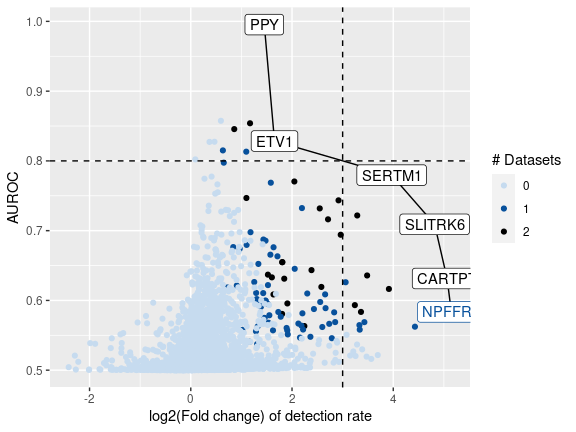 1.0
0.9
0.8
0.7
0.6
0.5
AUROC
PPY
ETV1
SERTM1
SLITRK6
CARTPT
NPFFR
-2
0
2
4
log2(Fold change) of detection rate
# Datasets
0
1
2